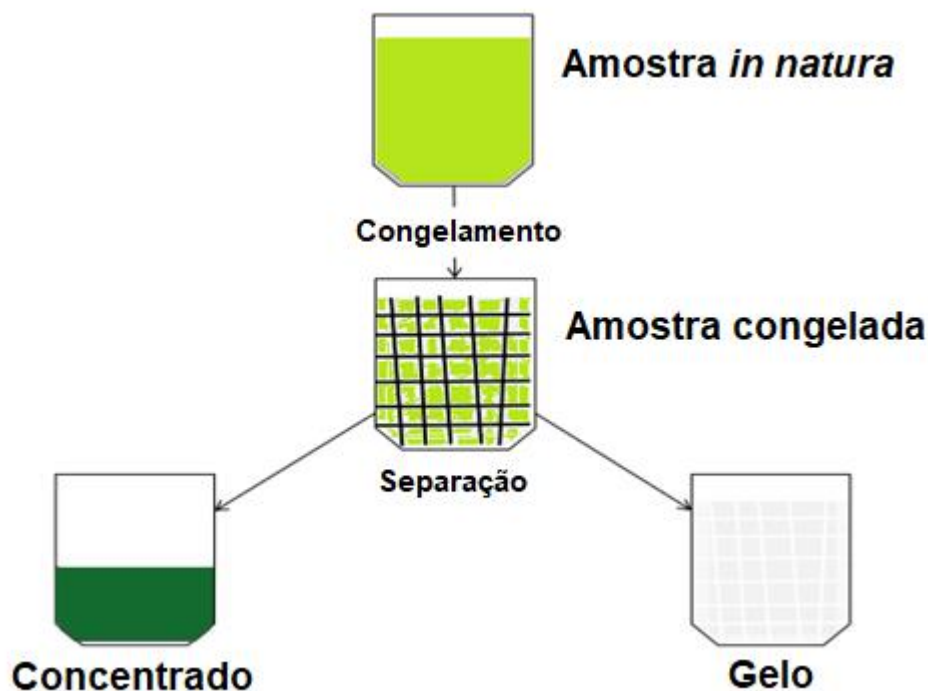 Amostra in natura
Congelamento
Amostra congelada
Separação
Concentrado
Gelo